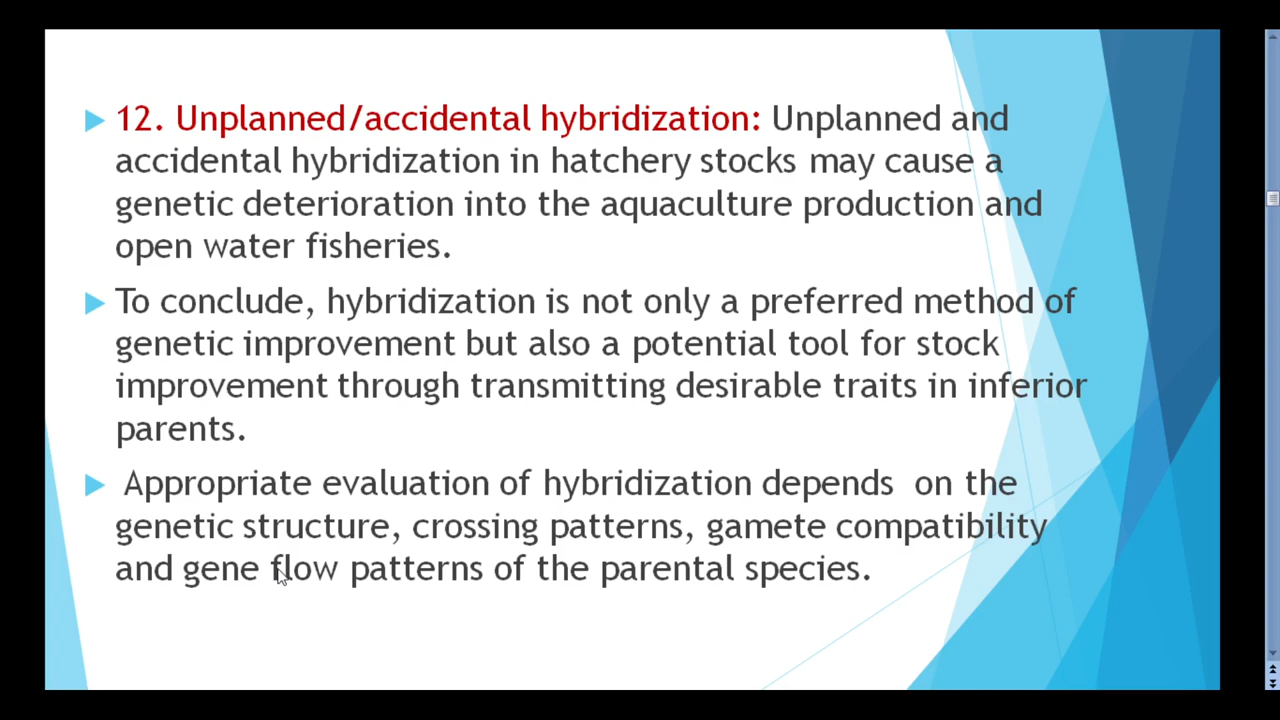 12. Unplanned/accidental hybridization: Unplanned and
accidental hybridization in hatchery stocks may cause a
genetic deterioration into the aquaculture production and
open water fisheries.
To conclude, hybridization is not only a preferred method of
genetic improvement but also a potential tool for stock
improvement through transmitting desirable traits in inferior
parents.
Appropriate evaluation of hybridization depends on the
genetic structure, crossing patterns, gamete compatibility
and gene flow patterns of the parental species.